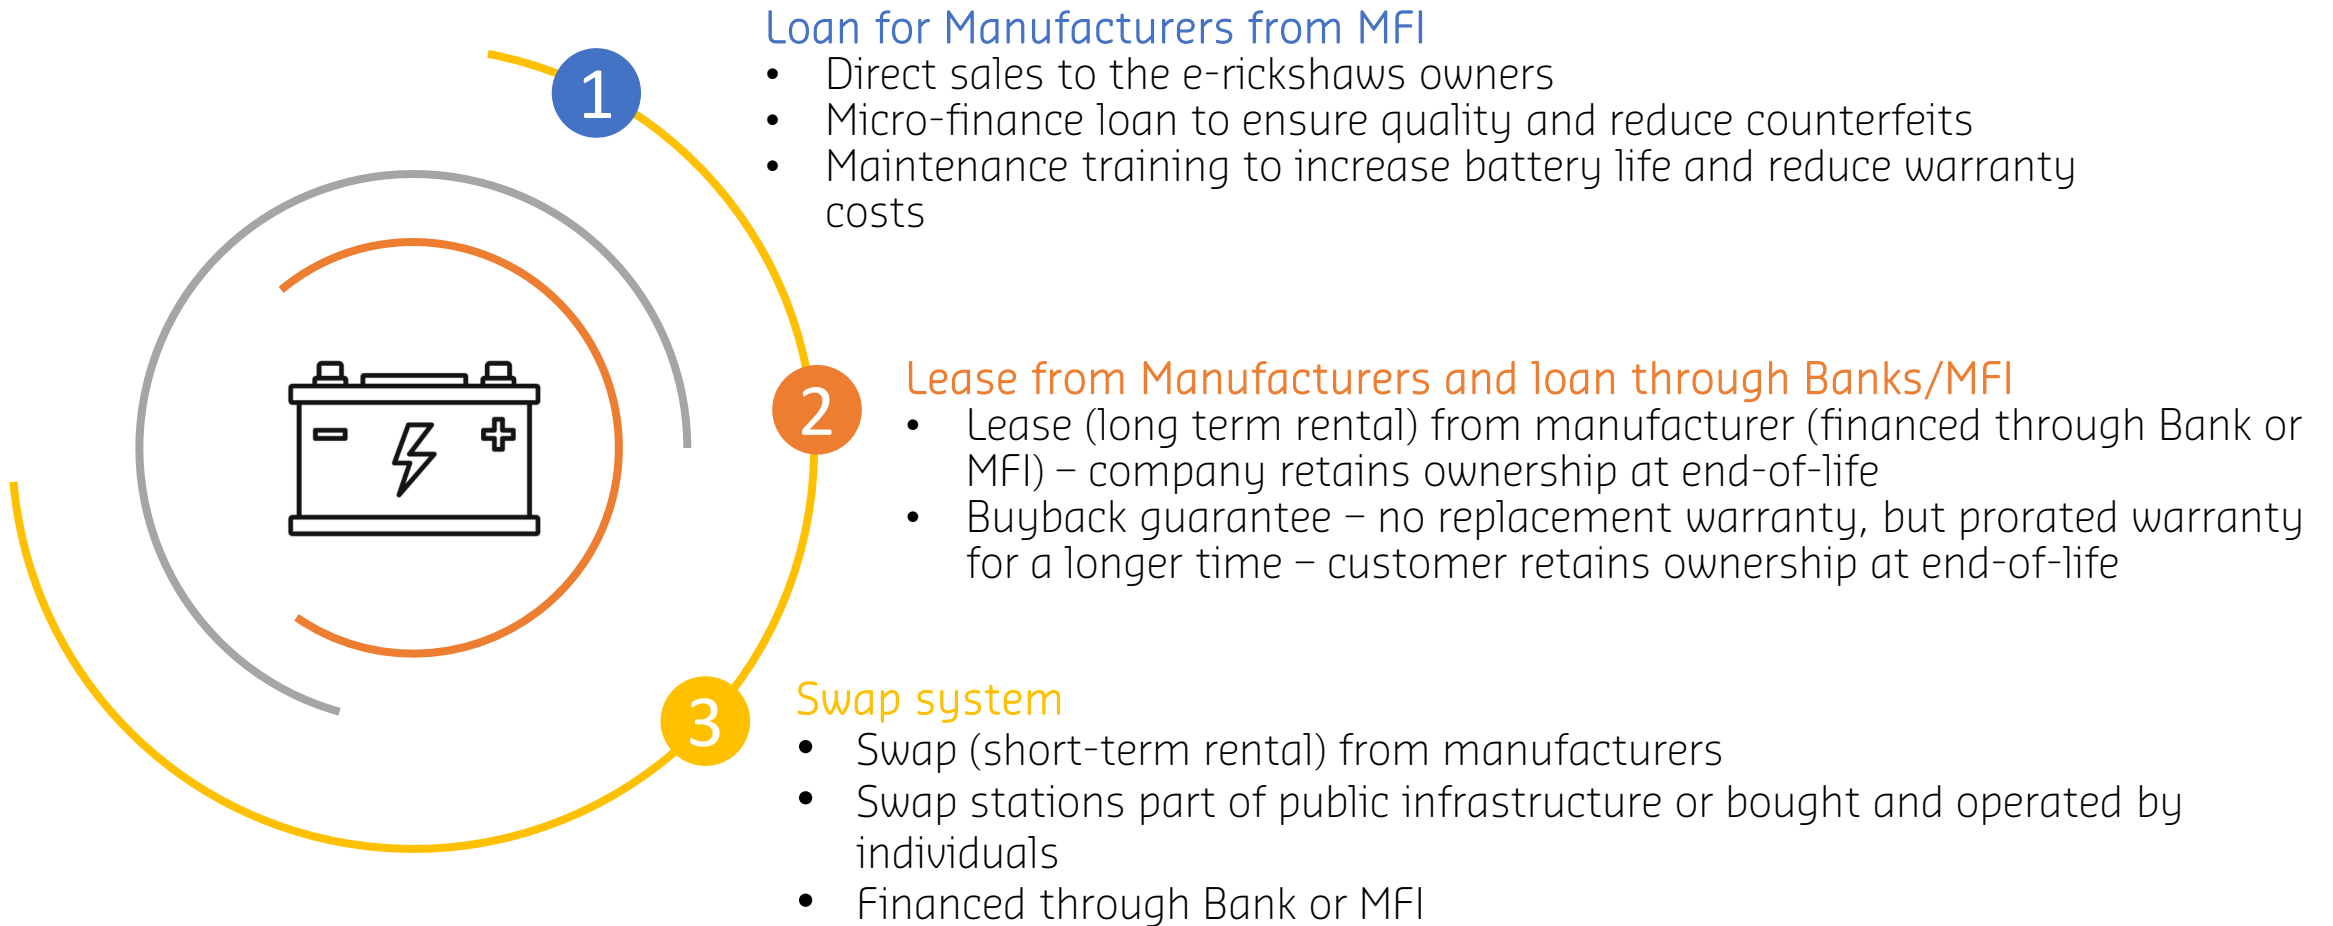 1
Loan for Manufacturers from MFI
• Direct sales to the e-rickshaws owners
• Micro-finance loan to ensure quality and reduce counterfeits
• Maintenance training to increase battery life and reduce warranty
costs
2
Lease from Manufacturers and loan through Banks/MFI
• Lease (long term rental) from manufacturer (financed through Bank or
MFI) – company retains ownership at end-of-life
• Buyback guarantee – no replacement warranty, but prorated warranty
for a longer time – customer retains ownership at end-of-life
3
Swap system
• Swap (short-term rental) from manufacturers
• Swap stations part of public infrastructure or bought and operated by
individuals
• Financed through Bank or MFI